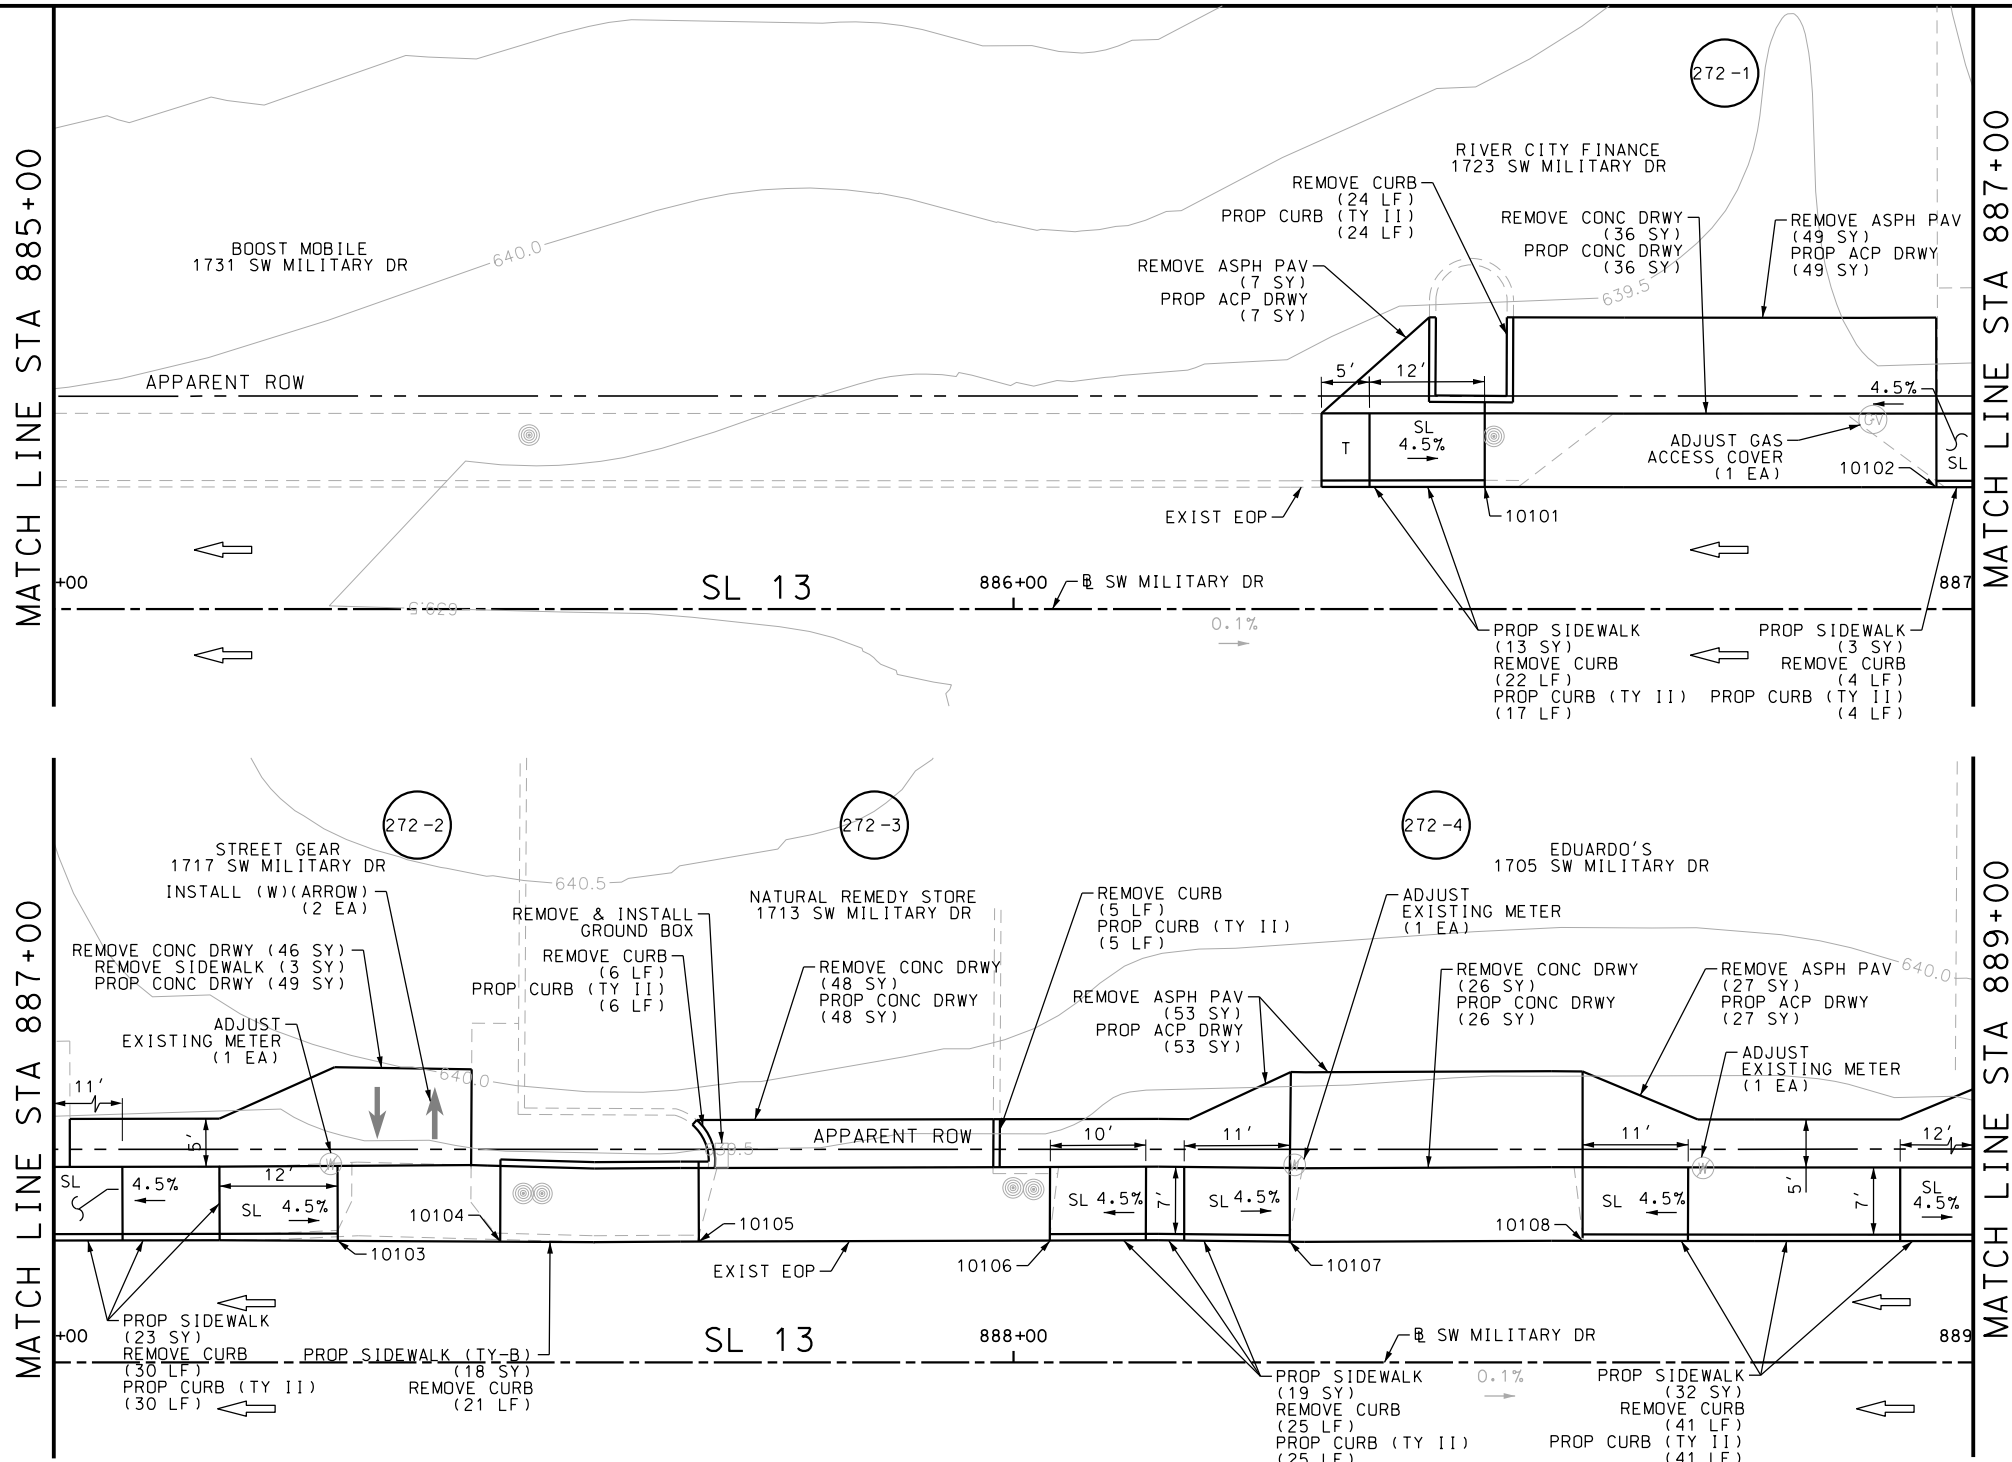 MATCH LINE STA 885+00
272-1
RIVER CITY FINANCE
1723 SW MILITARY DR
REMOVE CURB
(24 LF)
PROP CURB (TY II)
(24 LF)
REMOVE CONC DRWY
(36 SY)
PROP CONC DRWY
(36 SY)
REMOVE ASPH PAV
(49 SY)
PROP ACP DRWY
(49 SY)
BOOST MOBILE
1731 SW MILITARY DR
640.0
REMOVE ASPH PAV
(7 SY)
PROP ACP DRWY
(7 SY)
639.5
APPARENT ROW
5'
12'
4.5%
T
SL
4.5%
GV
ADJUST GAS
ACCESS COVER
(1 EA)
10102
SL
EXIST EOP
10101
+00
SL 13
886+00
B SW MILITARY DR
887
639.5
0.1%
PROP SIDEWALK
(13 SY)
REMOVE CURB
(22 LF)
PROP CURB (TY II)
(17 LF)
PROP SIDEWALK
(3 SY)
REMOVE CURB
(4 LF)
PROP CURB (TY II)
(4 LF)
MATCH LINE STA 887+00
MATCH LINE STA 887+00
272-2
272-3
272-4
STREET GEAR
1717 SW MILITARY DR
INSTALL (W)(ARROW)
(2 EA)
640.5
REMOVE & INSTALL
GROUND BOX
NATURAL REMEDY STORE
1713 SW MILITARY DR
REMOVE CURB
(5 LF)
PROP CURB (TY II)
(5 LF)
ADJUST
EXISTING METER
(1 EA)
EDUARDO'S
1705 SW MILITARY DR
REMOVE CONC DRWY (46 SY)
REMOVE SIDEWALK (3 SY)
PROP CONC DRWY (49 SY)
REMOVE CURB
(6 LF)
PROP CURB (TY II)
(6 LF)
REMOVE CONC DRWY
(48 SY)
PROP CONC DRWY
(48 SY)
REMOVE ASPH PAV
(53 SY)
PROP ACP DRWY
(53 SY)
REMOVE CONC DRWY
(26 SY)
PROP CONC DRWY
(26 SY)
REMOVE ASPH PAV
(27 SY)
PROP ACP DRWY
(27 SY)
640.0
ADJUST
EXISTING METER
(1 EA)
ADJUST
EXISTING METER
(1 EA)
640.0
11'
5'
APPARENT ROW
639.5
10'
11'
11'
5'
12'
W
W
W
SL
4.5%
12'
SL
4.5%
10104
10103
10105
SL 4.5%
7'
SL 4.5%
10108
SL
4.5%
7'
SL
4.5%
EXIST EOP
10106
10107
+00
SL 13
888+00
B SW MILITARY DR
889
PROP SIDEWALK
(23 SY)
REMOVE CURB
(30 LF)
PROP CURB (TY II)
(30 LF)
PROP SIDEWALK (TY-B)
(18 SY)
REMOVE CURB
(21 LF)
PROP SIDEWALK
(19 SY)
REMOVE CURB
(25 LF)
PROP CURB (TY II)
(25 LF)
0.1%
PROP SIDEWALK
(32 SY)
REMOVE CURB
(41 LF)
PROP CURB (TY II)
(41 LF)
MATCH LINE STA 889+00